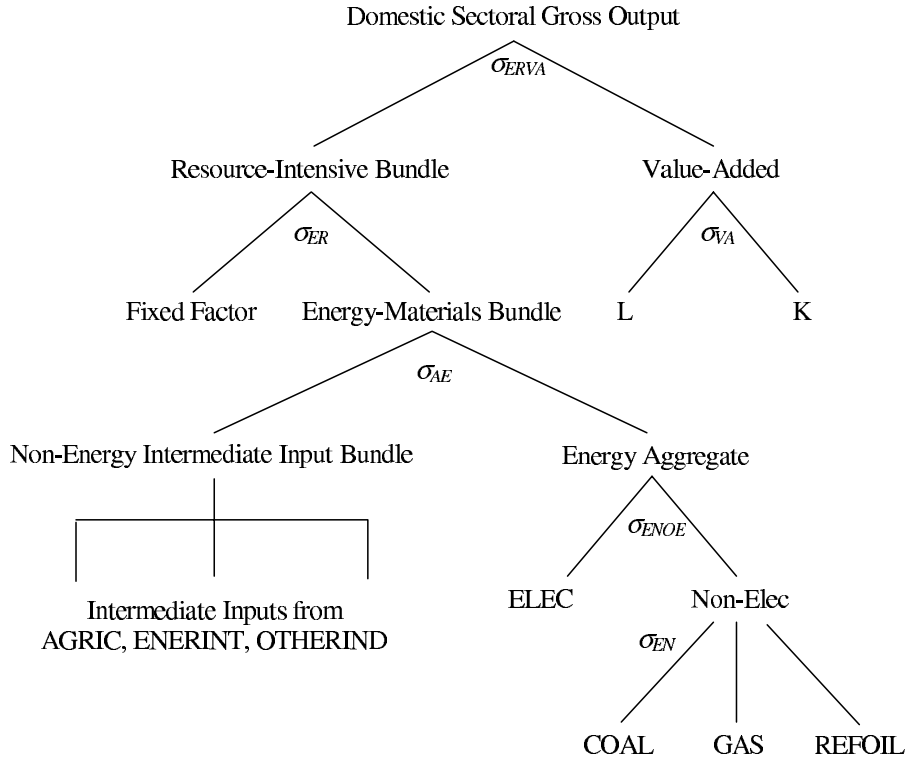 Domestic Sectoral Gross Output
σERVA
Resource-Intensive Bundle
Value-Added
σER
σVA
Fixed Factor
Energy-Materials Bundle
L
K
σAE
Non-Energy Intermediate Input Bundle
Energy Aggregate
σENOE
ELEC
Non-Elec
Intermediate Inputs from
AGRIC, ENERINT, OTHERIND
σEN
COAL
GAS
REFOIL